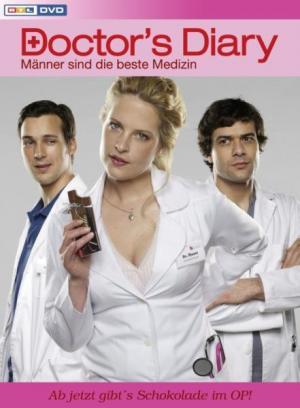 RTL DVD
Doctor's Diary
Männer sind die beste Medizin
Ab jetzt gibt's Schokolade im OP!